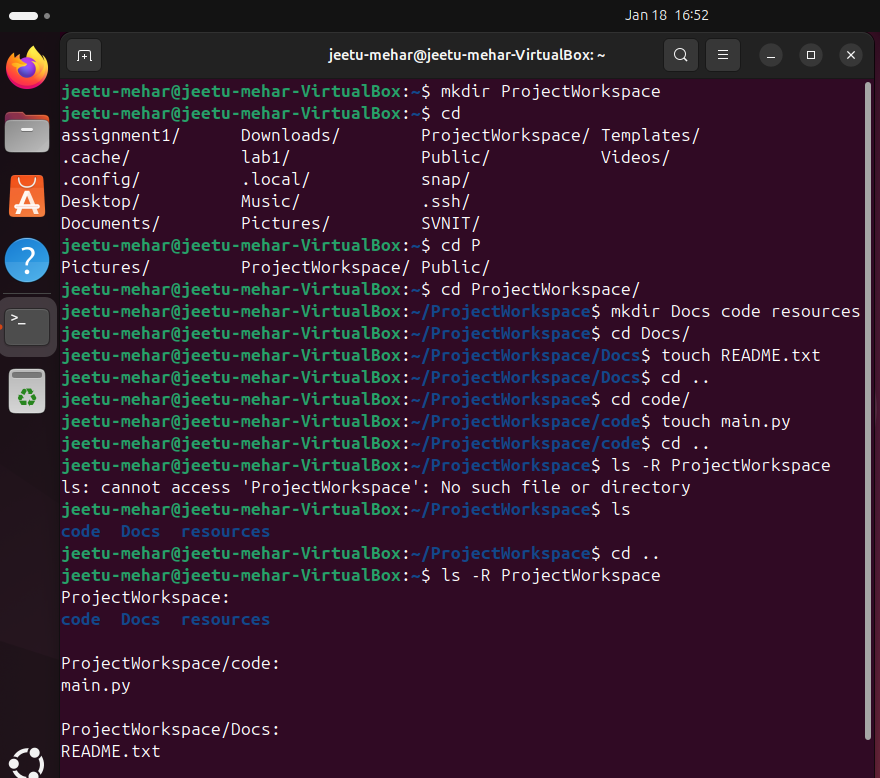 Jan 18 16:52
jeetu-mehar@jeetu-mehar-VirtualBox: ~
jeetu-mehar@jeetu-mehar-VirtualBox:~$ mkdir ProjectWorkspace
jeetu-mehar@jeetu-mehar-VirtualBox:~$ cd
assignment1/ Downloads/ ProjectWorkspace/ Templates/
.cache/ lab1/ Public/ Videos/
.config/ .local/ snap/
Desktop/ Music/ .ssh/
Documents/ Pictures/ SVNIT/
jeetu-mehar@jeetu-mehar-VirtualBox:~$ cd P
Pictures/ ProjectWorkspace/ Public/
jeetu-mehar@jeetu-mehar-VirtualBox:~$ cd ProjectWorkspace/
jeetu-mehar@jeetu-mehar-VirtualBox:~/ProjectWorkspace$ mkdir Docs code resources
jeetu-mehar@jeetu-mehar-VirtualBox:~/ProjectWorkspace$ cd Docs/
jeetu-mehar@jeetu-mehar-VirtualBox:~/ProjectWorkspace/Docs$ touch README.txt
jeetu-mehar@jeetu-mehar-VirtualBox:~/ProjectWorkspace/Docs$ cd ..
jeetu-mehar@jeetu-mehar-VirtualBox:~/ProjectWorkspace$ cd code/
jeetu-mehar@jeetu-mehar-VirtualBox:~/ProjectWorkspace/code$ touch main.py
jeetu-mehar@jeetu-mehar-VirtualBox:~/ProjectWorkspace/code$ cd ..
jeetu-mehar@jeetu-mehar-VirtualBox:~/ProjectWorkspace$ ls -R ProjectWorkspace
ls: cannot access 'ProjectWorkspace': No such file or directory
jeetu-mehar@jeetu-mehar-VirtualBox:~/ProjectWorkspace$ ls
code Docs resources
jeetu-mehar@jeetu-mehar-VirtualBox:~/ProjectWorkspace$ cd ..
jeetu-mehar@jeetu-mehar-VirtualBox:~$ ls -R ProjectWorkspace
ProjectWorkspace:
code Docs resources

ProjectWorkspace/code:
main.py

ProjectWorkspace/Docs:
README.txt